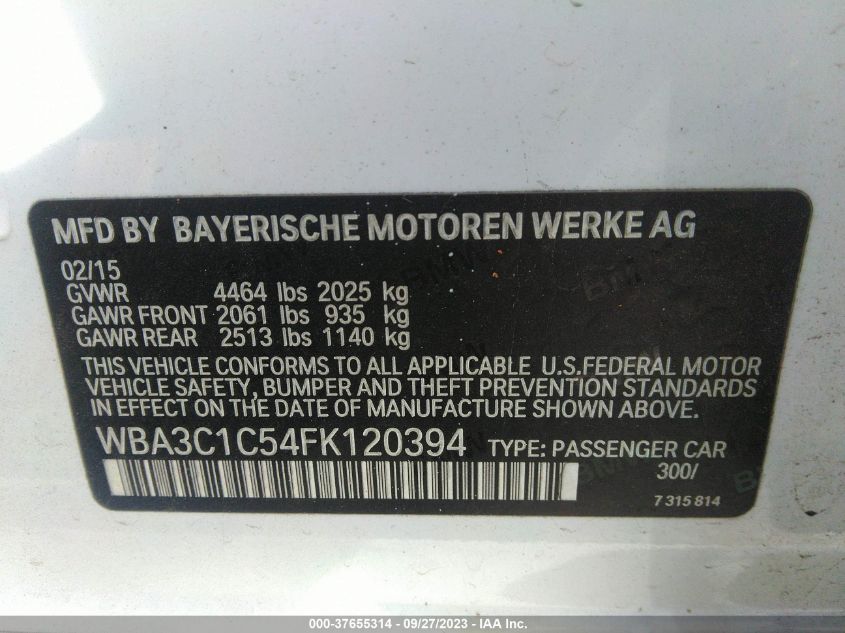 MFD BY BAYERISCHE MOTOREN WERKE AG
02/15
GVWR 4464 lbs 2025 kg
GAWR FRONT 2061 lbs 935 kg
GAWR REAR 2513 lbs 1140 kg
THIS VEHICLE CONFORMS TO ALL APPLICABLE U.S.FEDERAL MOTOR
VEHICLE SAFETY, BUMPER AND THEFT PREVENTION STANDARDS
IN EFFECT ON THE DATE OF MANUFACTURE SHOWN ABOVE.
WBA3C1C54FK120394 TYPE: PASSENGER CAR
300/
7 315 814
000-37655314 - 09/27/2023 - IAA Inc.